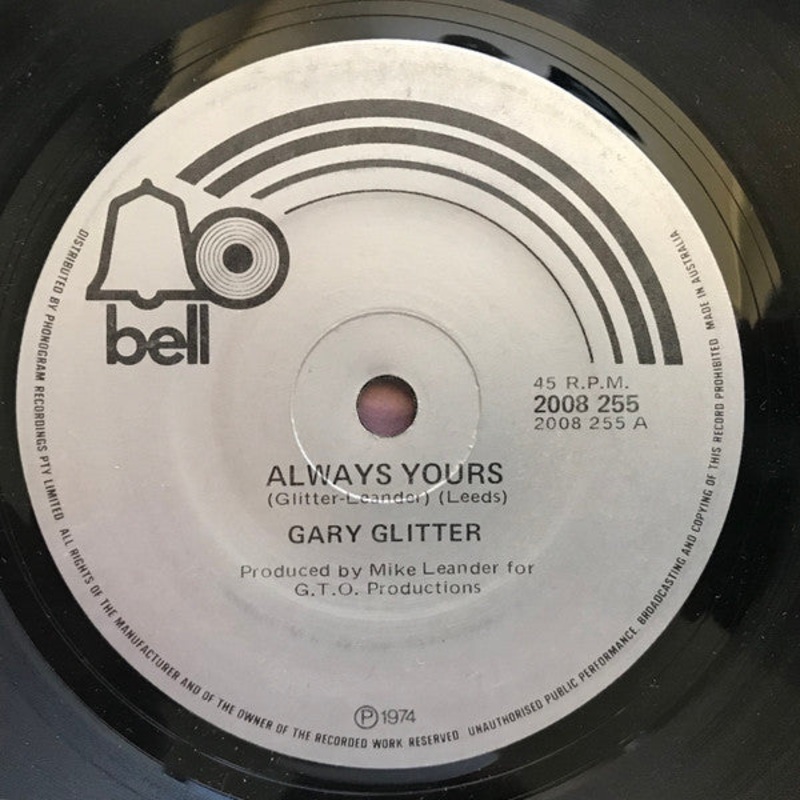 bell
45 R.P.M.
2008 255
2008 255 A
ALWAYS YOURS
(Glitter-Leander) (Leeds)
GARY GLITTER
Produced by Mike Leander for
G.T.O. Productions
Ⓟ1974
DISTRIBUTED BY PHONOGRAM RECORDINGS PTY LIMITED ALL RIGHTS OF THE MANUFACTURER AND OF THE OWNER OF THE RECORDED WORK RESERVED. UNAUTHORISED PUBLIC PERFORMANCE, BROADCASTING AND COPYING OF THIS RECORD PROHIBITED MADE IN AUSTRALIA